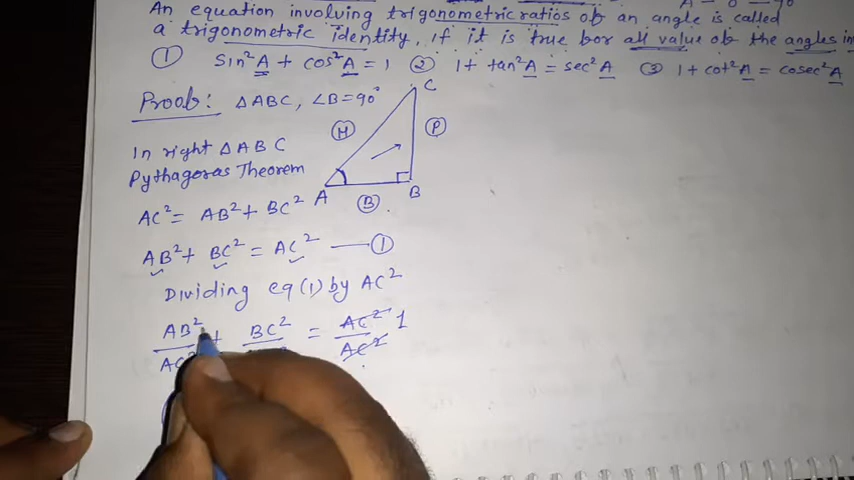 An equation involving trigonometric ratios of an angle is called
a trigonometric identity, if it is true for all value of the angles
① sin²A + cos²A = 1 ② 1 + tan²A = sec²A ③ 1 + cot²A = cosec²A
Proof: △ABC, ∠B=90°
C
H
P
In right △ABC
Pythagoras Theorem
A
B
B
AC² = AB² + BC²
AB² + BC² = AC² — ①
Dividing eq (1) by AC²
AB²/AC² + BC² = AC²/AC² 1